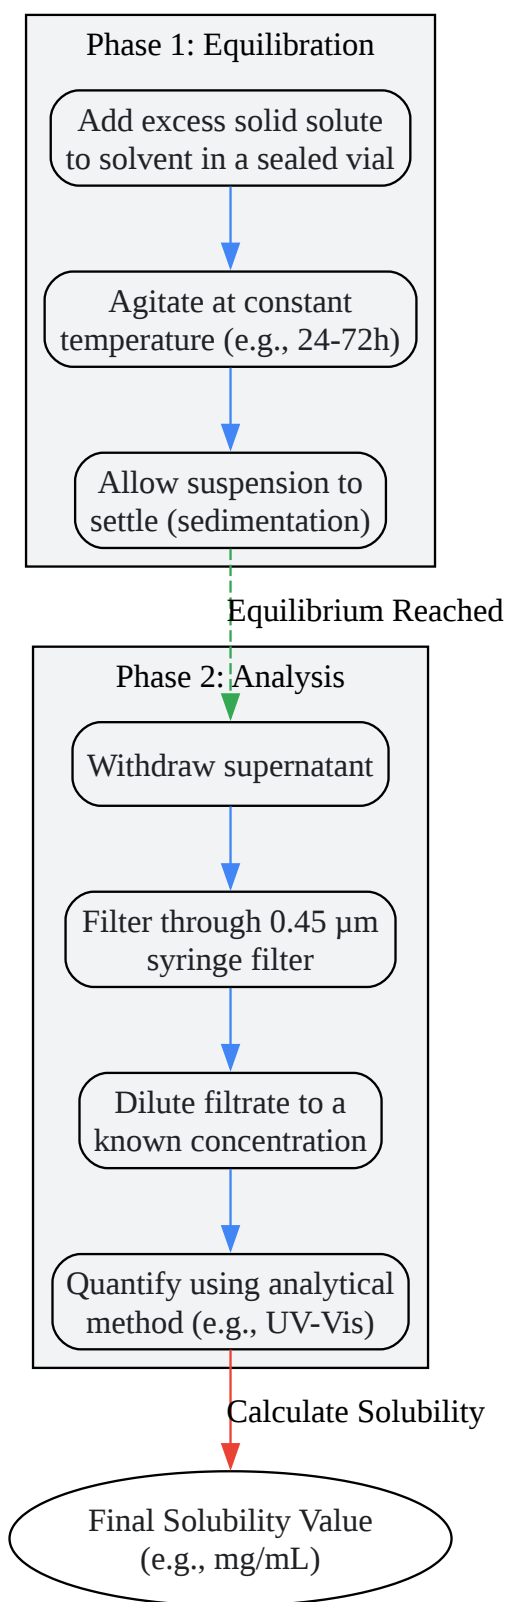 Phase 1: Equilibration
Add excess solid solute
to solvent in a sealed vial
Agitate at constant
temperature (e.g., 24-72h)
Allow suspension to
settle (sedimentation)
Equilibrium Reached
Phase 2: Analysis
Withdraw supernatant
Filter through 0.45 µm
syringe filter
Dilute filtrate to a
known concentration
Quantify using analytical
method (e.g., UV-Vis)
Calculate Solubility
Final Solubility Value
(e.g., mg/mL)